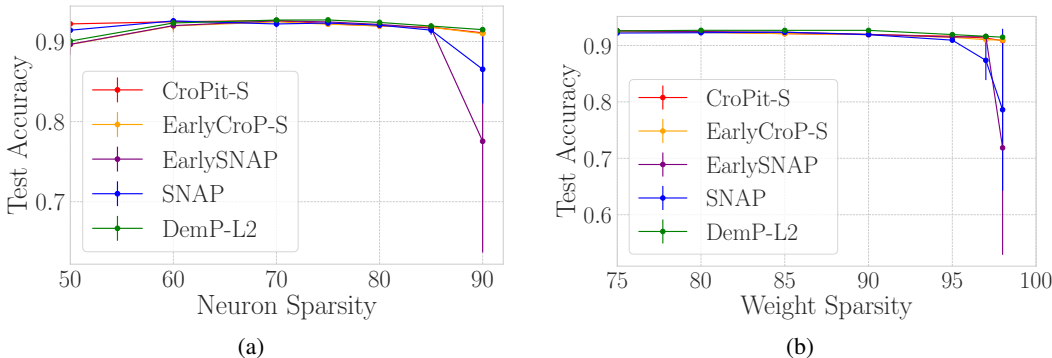 Test Accuracy
0.9
0.8
0.7
CroPit-S
EarlyCroP-S
EarlySNAP
SNAP
DemP-L2
50 60 70 80 90
Neuron Sparsity
(a)
Test Accuracy
0.9
0.8
0.7
0.6
CroPit-S
EarlyCroP-S
EarlySNAP
SNAP
DemP-L2
75 80 85 90 95 100
Weight Sparsity
(b)